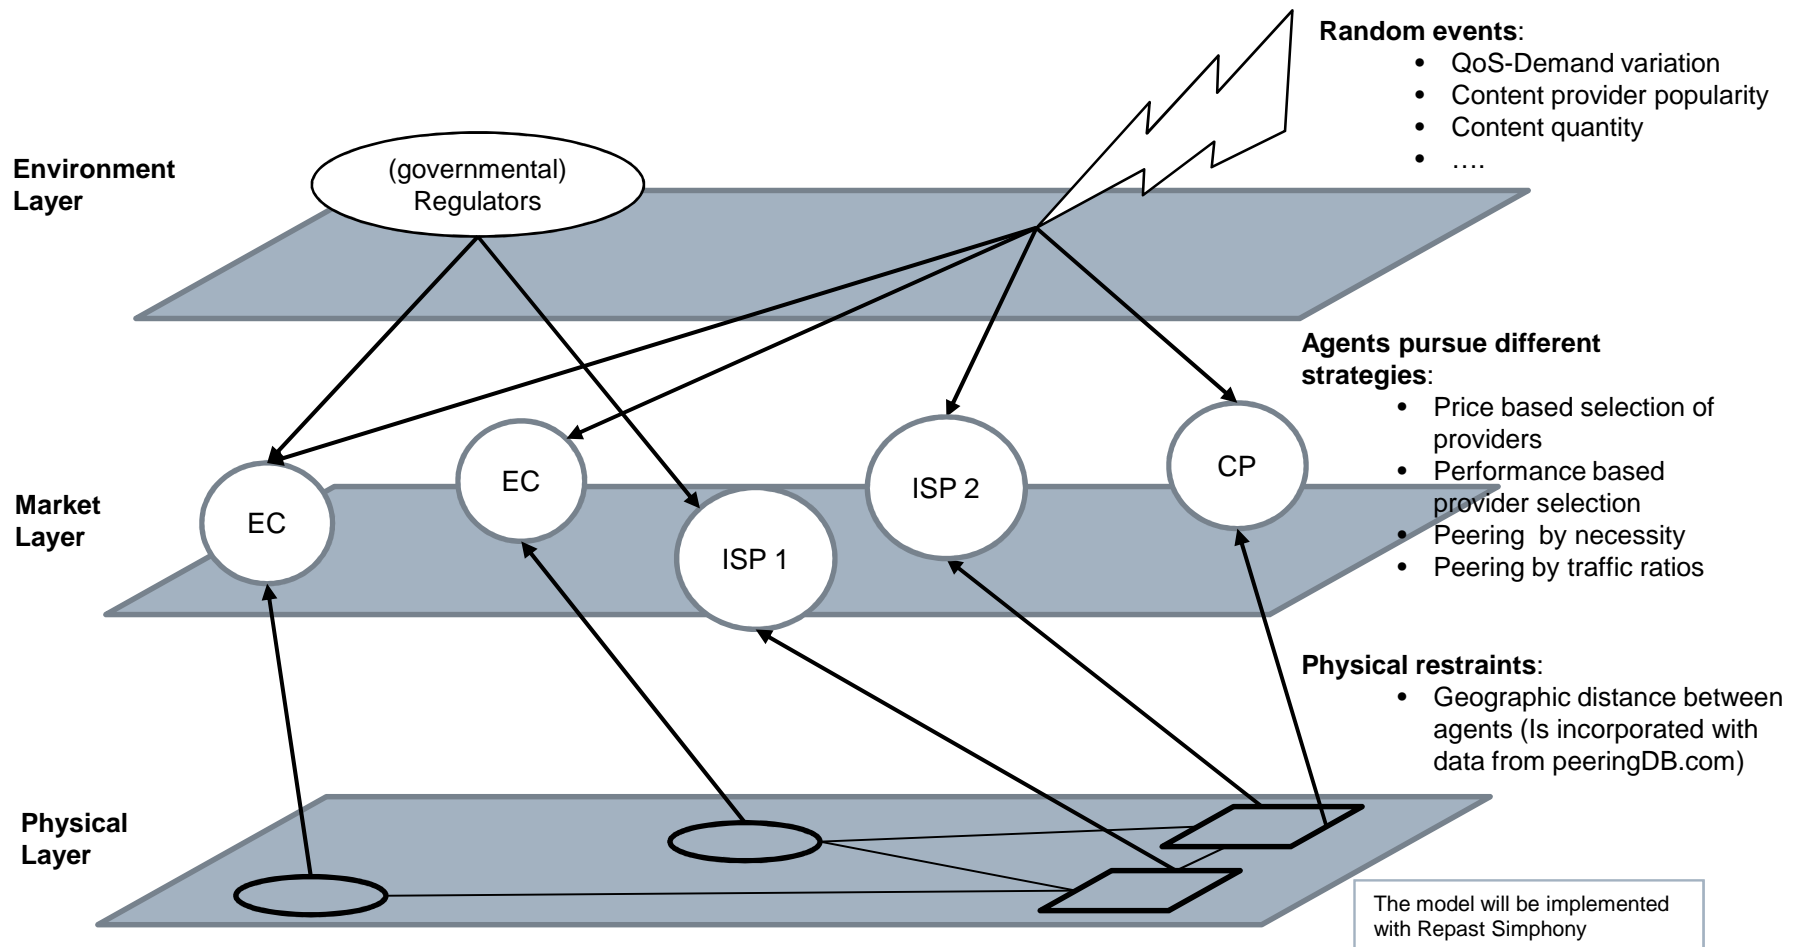 Random events:
• QoS-Demand variation
• Content provider popularity
• Content quantity
• ….
Environment
Layer
(governmental)
Regulators
Agents pursue different
strategies:
• Price based selection of
providers
• Performance based
provider selection
• Peering by necessity
• Peering by traffic ratios
Market
Layer
EC
EC
ISP 1
ISP 2
CP
Physical restraints:
• Geographic distance between
agents (Is incorporated with
data from peeringDB.com)
Physical
Layer
The model will be implemented
with Repast Simphony